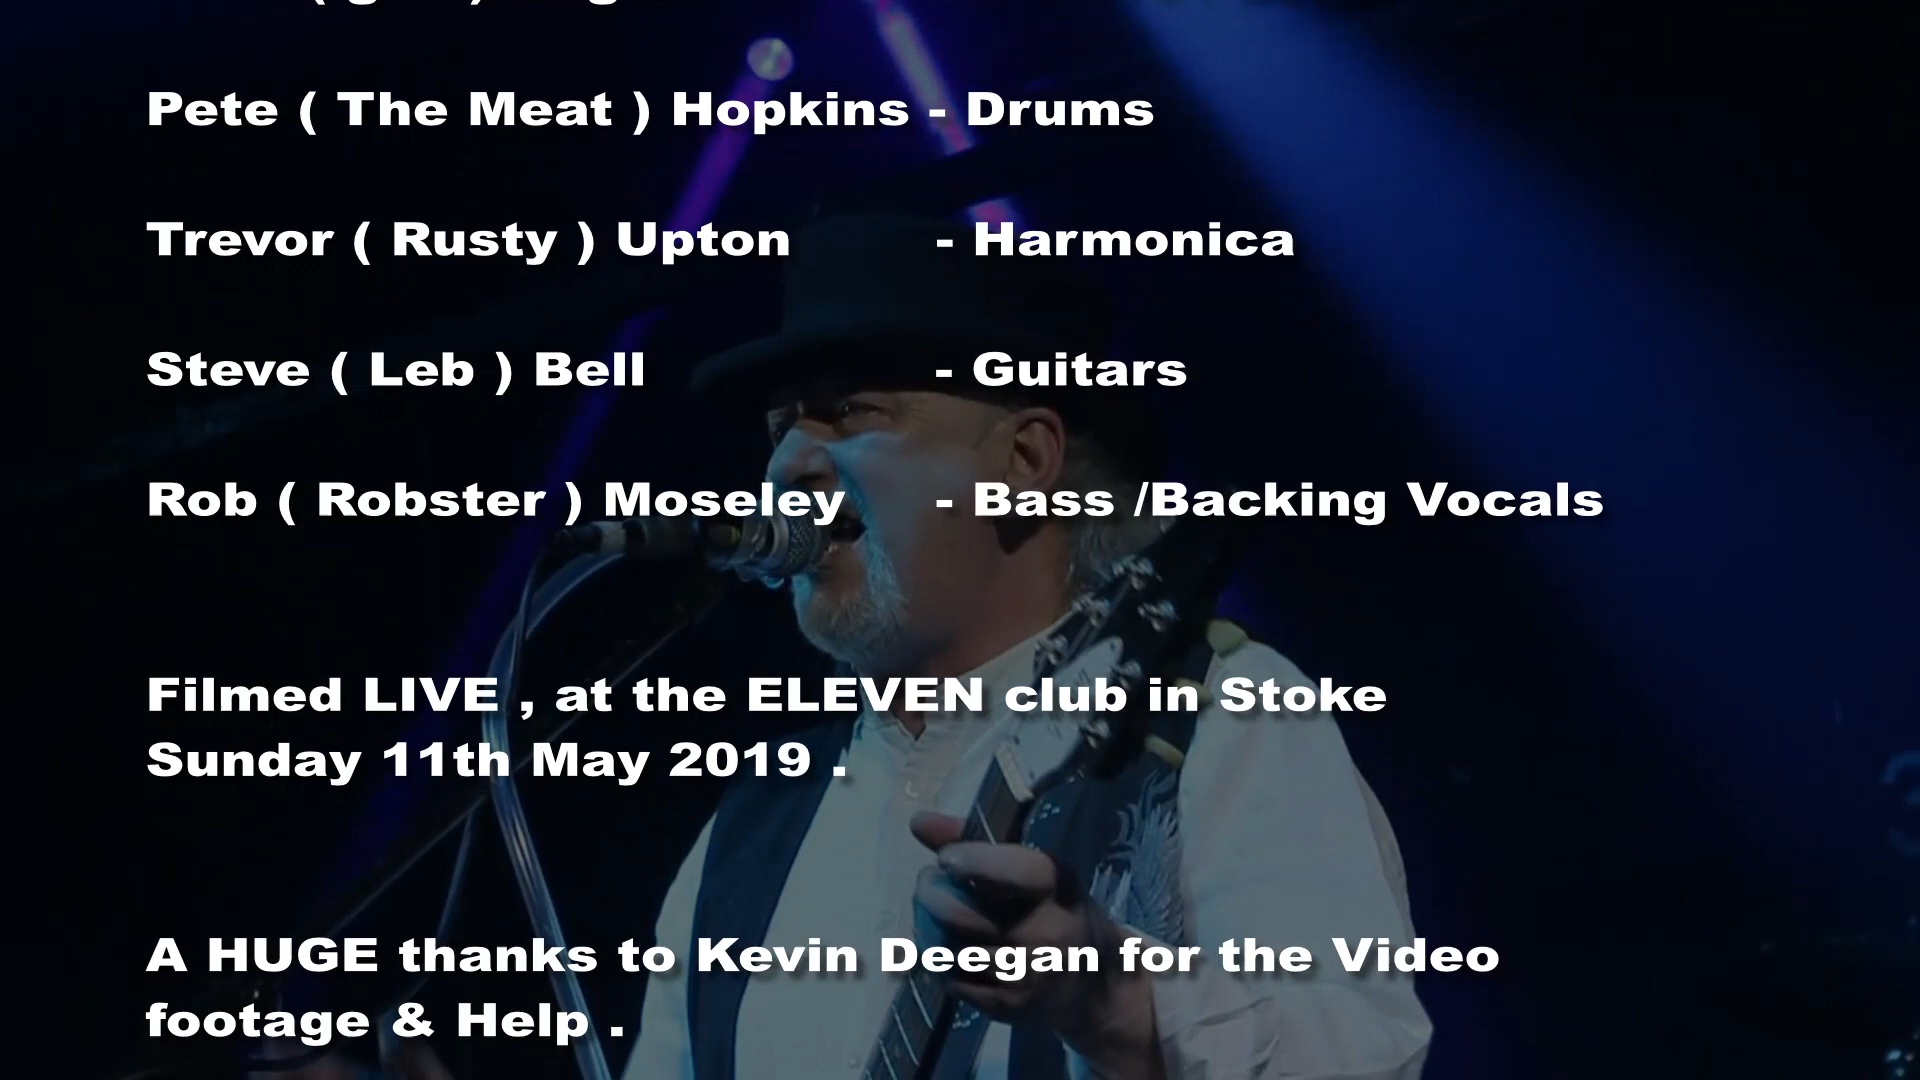 Pete ( The Meat ) Hopkins - Drums
Trevor ( Rusty ) Upton - Harmonica
Steve ( Leb ) Bell - Guitars
Rob ( Robster ) Moseley - Bass /Backing Vocals
Filmed LIVE , at the ELEVEN club in Stoke
Sunday 11th May 2019 .
A HUGE thanks to Kevin Deegan for the Video
footage & Help .